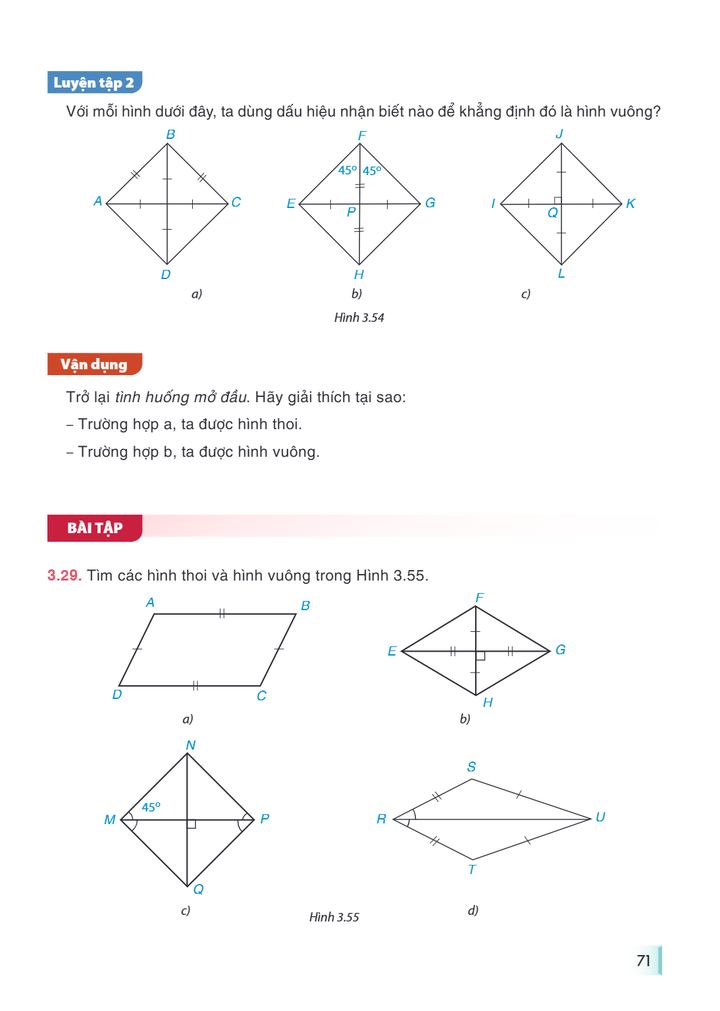 Luyện tập 2
Với mỗi hình dưới đây, ta dùng dấu hiệu nhận biết nào để khẳng định đó là hình vuông?
B
A
C
D
a)
F
45° 45°
E
P
G
H
b)
J
I
Q
K
L
c)
Hình 3.54
Vận dụng
Trở lại tình huống mở đầu. Hãy giải thích tại sao:
– Trường hợp a, ta được hình thoi.
– Trường hợp b, ta được hình vuông.
BÀI TẬP
3.29. Tìm các hình thoi và hình vuông trong Hình 3.55.
A
B
D
C
a)
F
E
G
H
b)
N
45°
M
P
Q
c)
S
R
U
T
d)
Hình 3.55
71